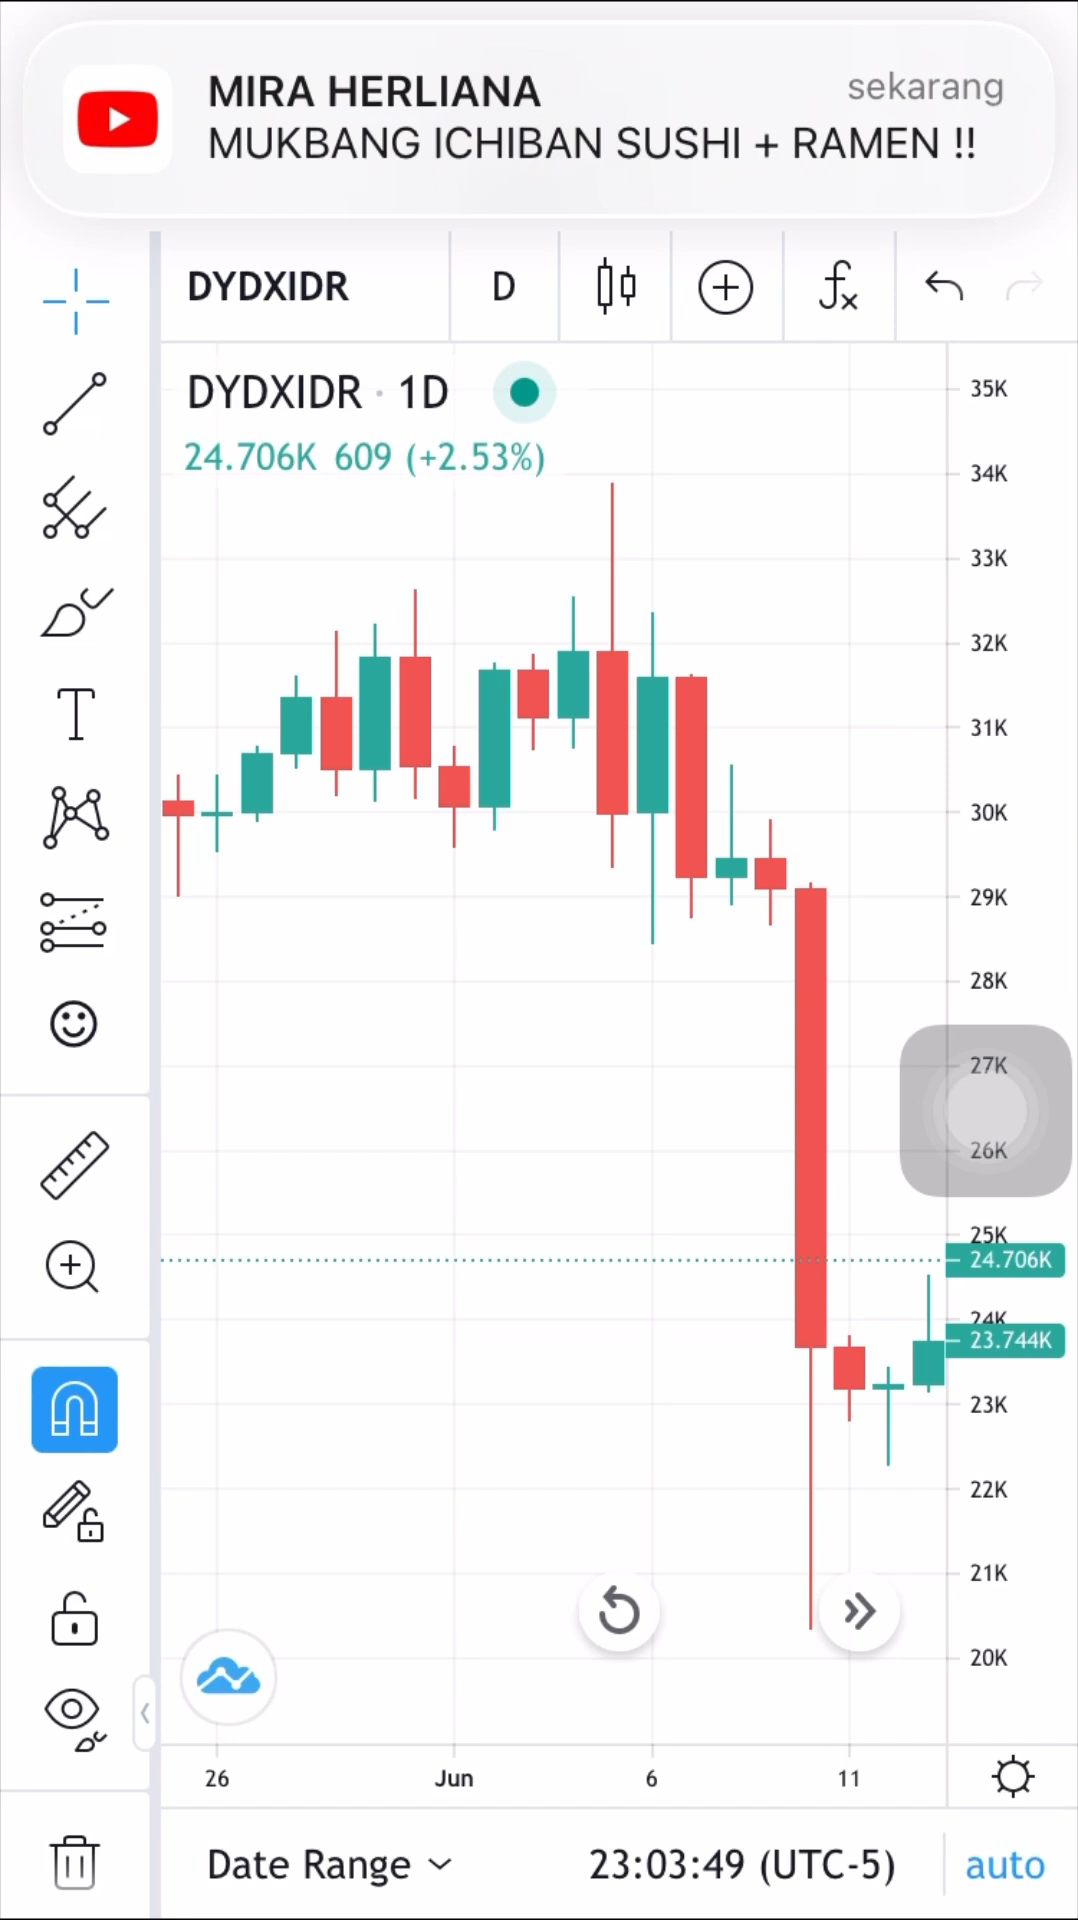 MIRA HERLIANA
sekarang
MUKBANG ICHIBAN SUSHI + RAMEN !!
DYDXIDR
D
fx
DYDXIDR · 1D
24.706K 609 (+2.53%)
35K
34K
33K
32K
31K
30K
29K
28K
27K
26K
25K
24.706K
24K
23.744K
23K
22K
21K
20K
26
Jun
6
11
Date Range
23:03:49 (UTC-5)
auto